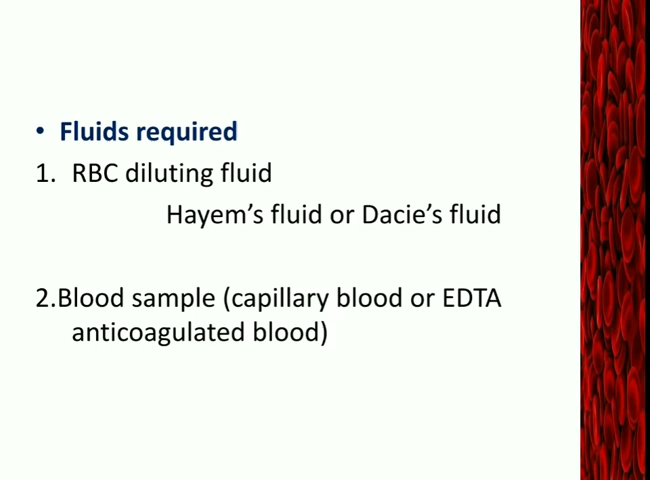 • Fluids required
1. RBC diluting fluid
Hayem’s fluid or Dacie’s fluid
2.Blood sample (capillary blood or EDTA
anticoagulated blood)